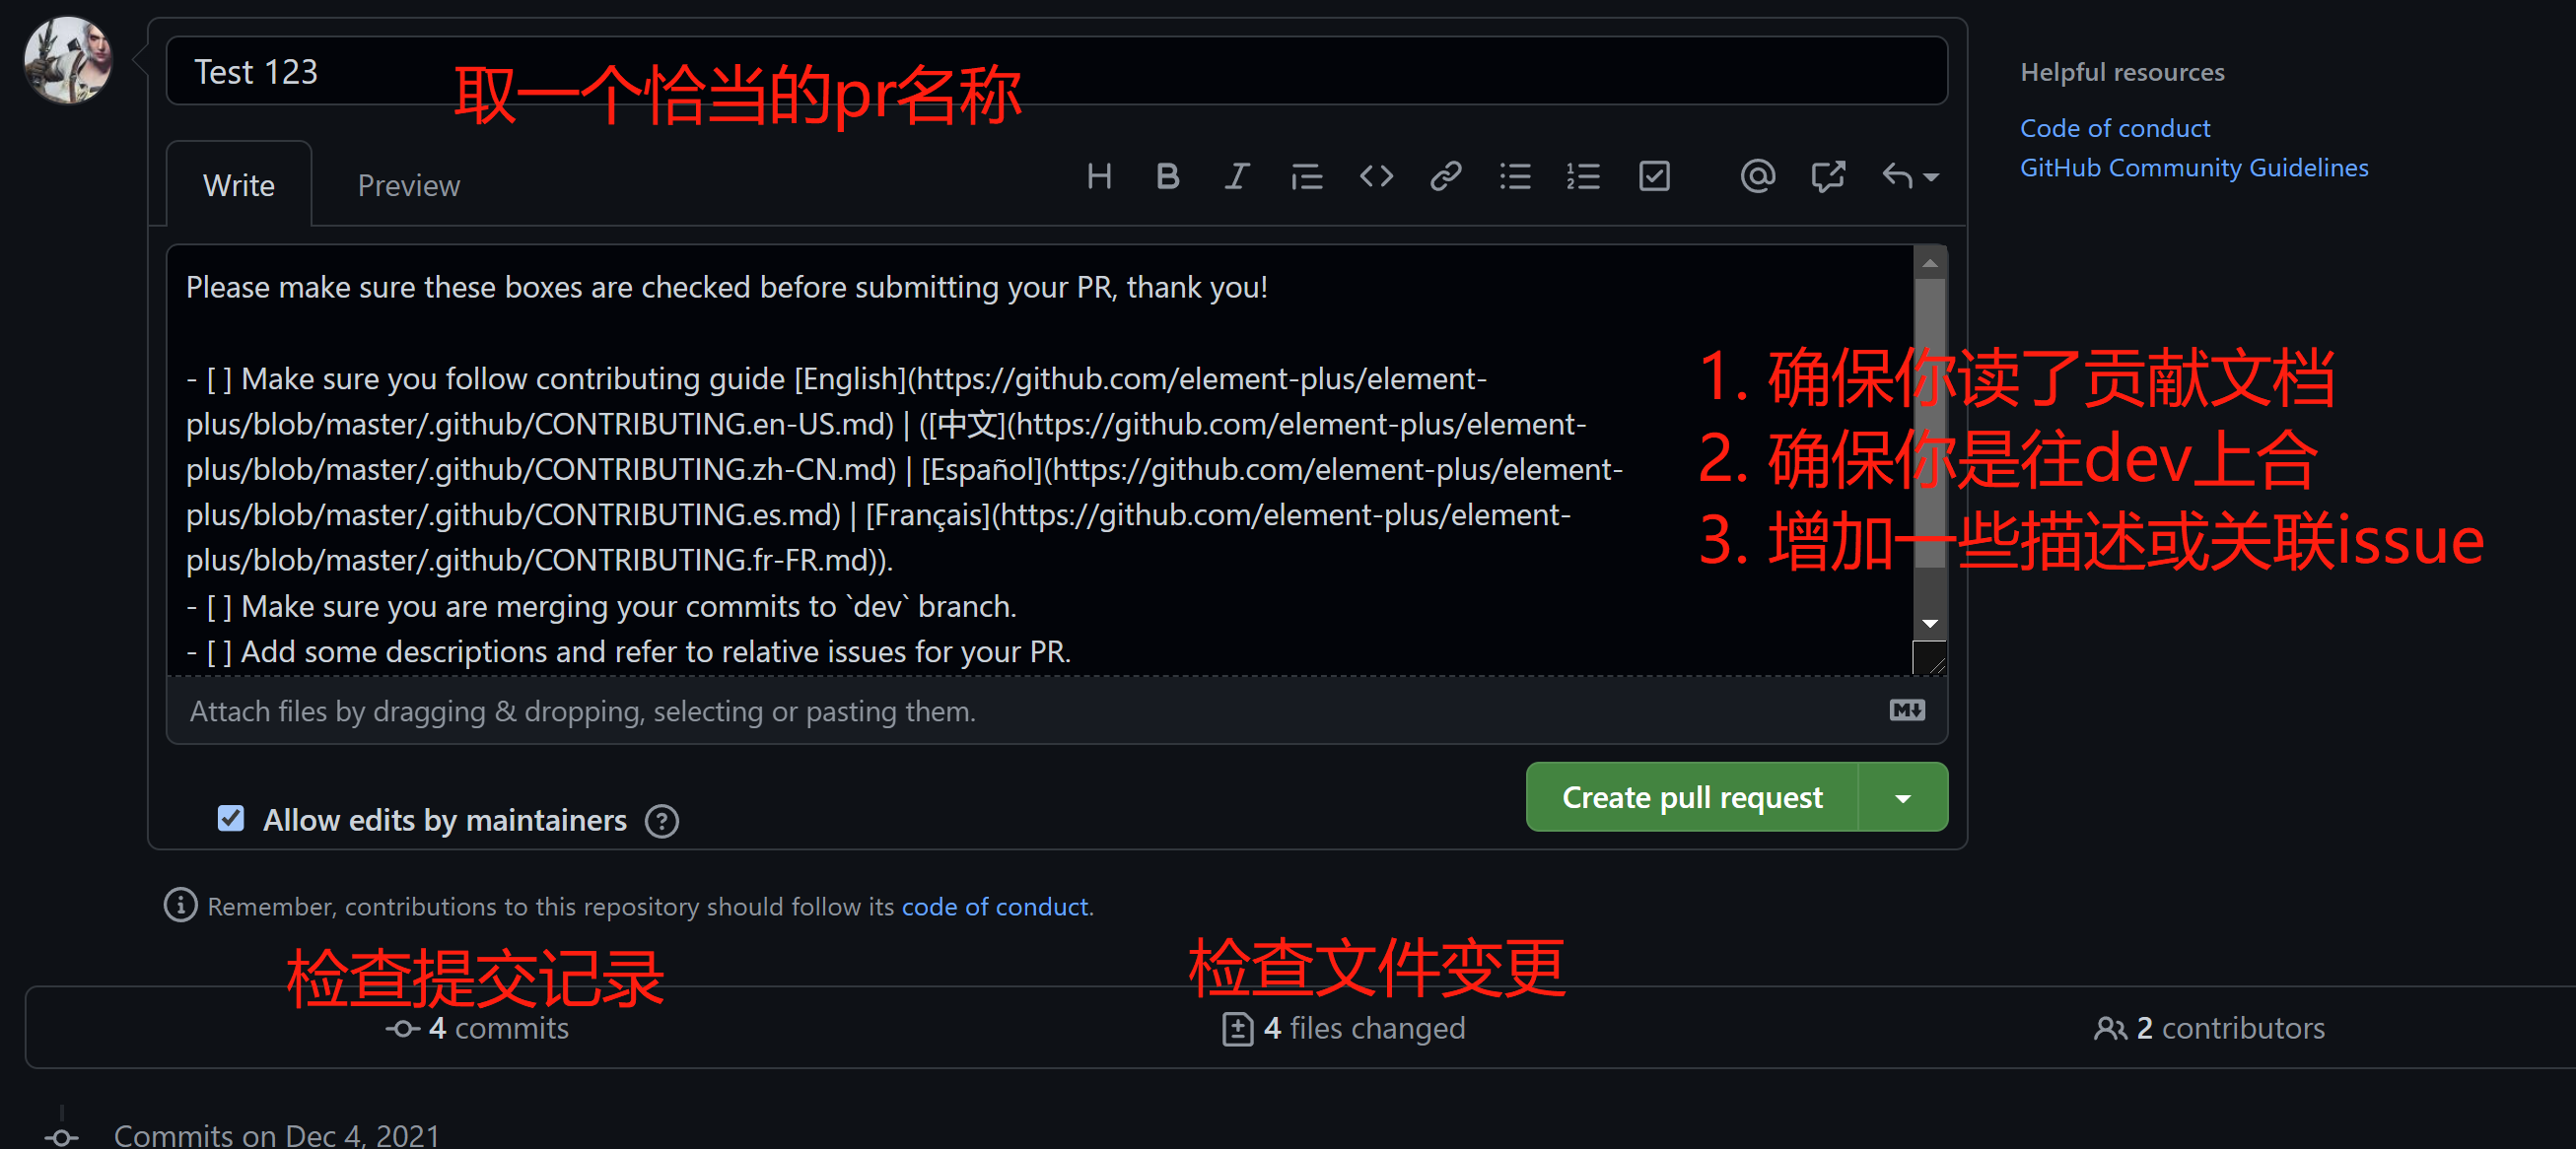 Test 123
取一个恰当的pr名称
Helpful resources
Code of conduct
GitHub Community Guidelines
Write Preview
Please make sure these boxes are checked before submitting your PR, thank you!
- [ ] Make sure you follow contributing guide [English](https://github.com/element-plus/element-
plus/blob/master/.github/CONTRIBUTING.en-US.md) | ([中文](https://github.com/element-plus/element-
plus/blob/master/.github/CONTRIBUTING.zh-CN.md) | [Español](https://github.com/element-plus/element-
plus/blob/master/.github/CONTRIBUTING.es.md) | [Français](https://github.com/element-plus/element-
plus/blob/master/.github/CONTRIBUTING.fr-FR.md)).
- [ ] Make sure you are merging your commits to `dev` branch.
- [ ] Add some descriptions and refer to relative issues for your PR.
1. 确保你读了贡献文档
2. 确保你是往dev上合
3. 增加一些描述或关联issue
Attach files by dragging & dropping, selecting or pasting them.
Allow edits by maintainers
Create pull request
Remember, contributions to this repository should follow its code of conduct.
检查提交记录
检查文件变更
4 commits
4 files changed
2 contributors
Commits on Dec 4, 2021